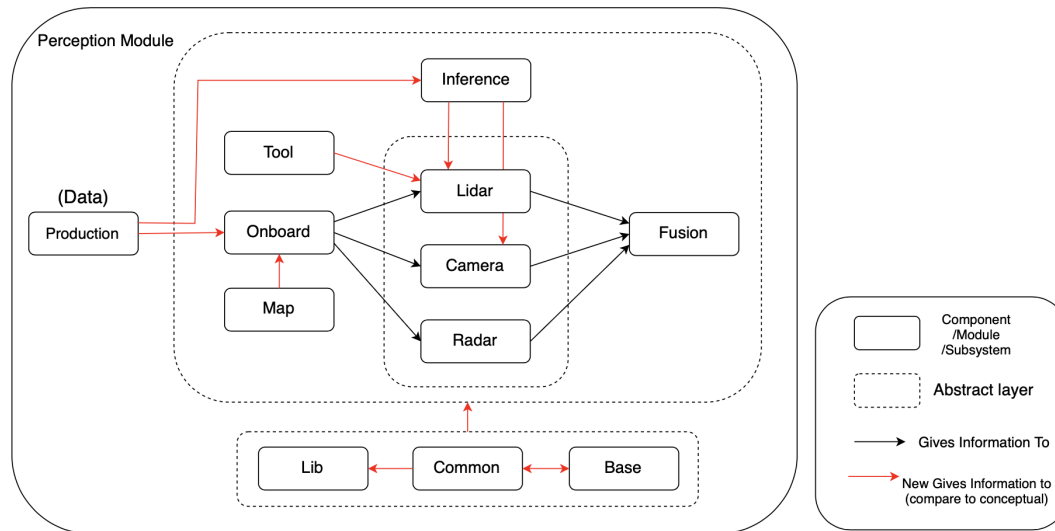 Perception Module
Inference
Tool
Lidar
(Data)
Production
Onboard
Fusion
Camera
Map
Radar
Lib
Common
Base
Component
/Module
/Subsystem
Abstract layer
Gives Information To
New Gives Information to
(compare to conceptual)